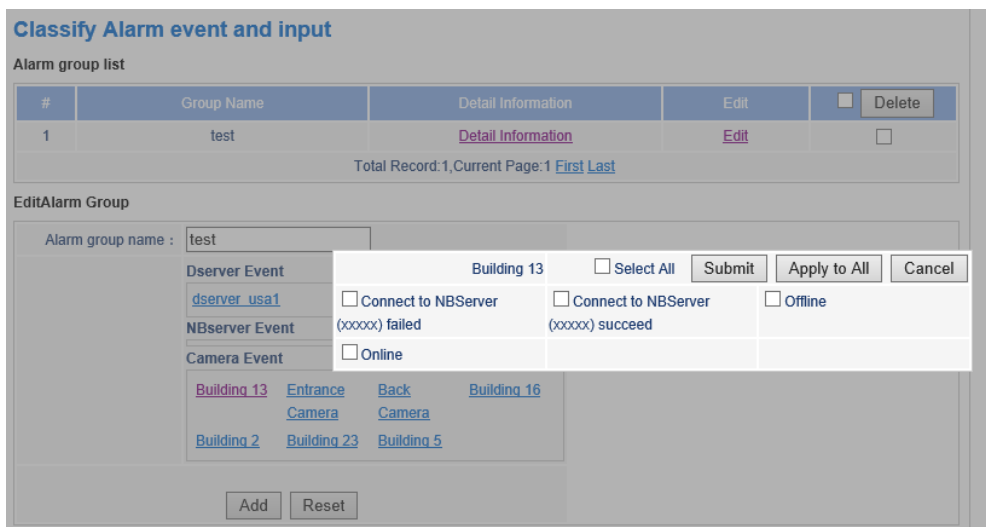 Classify Alarm event and input
Alarm group list
# Group Name Detail Information Edit Delete
1 test Detail Information Edit
Total Record:1,Current Page:1 First Last
EditAlarm Group
Alarm group name : test
Building 13 Select All Submit Apply to All Cancel
Connect to NBServer (xxxxx) failed
Connect to NBServer (xxxxx) succeed
Offline
Online
Dserver Event
dserver_usa1
NBserver Event
Camera Event
Building 13 Entrance Camera Back Camera Building 16
Building 2 Building 23 Building 5
Add Reset